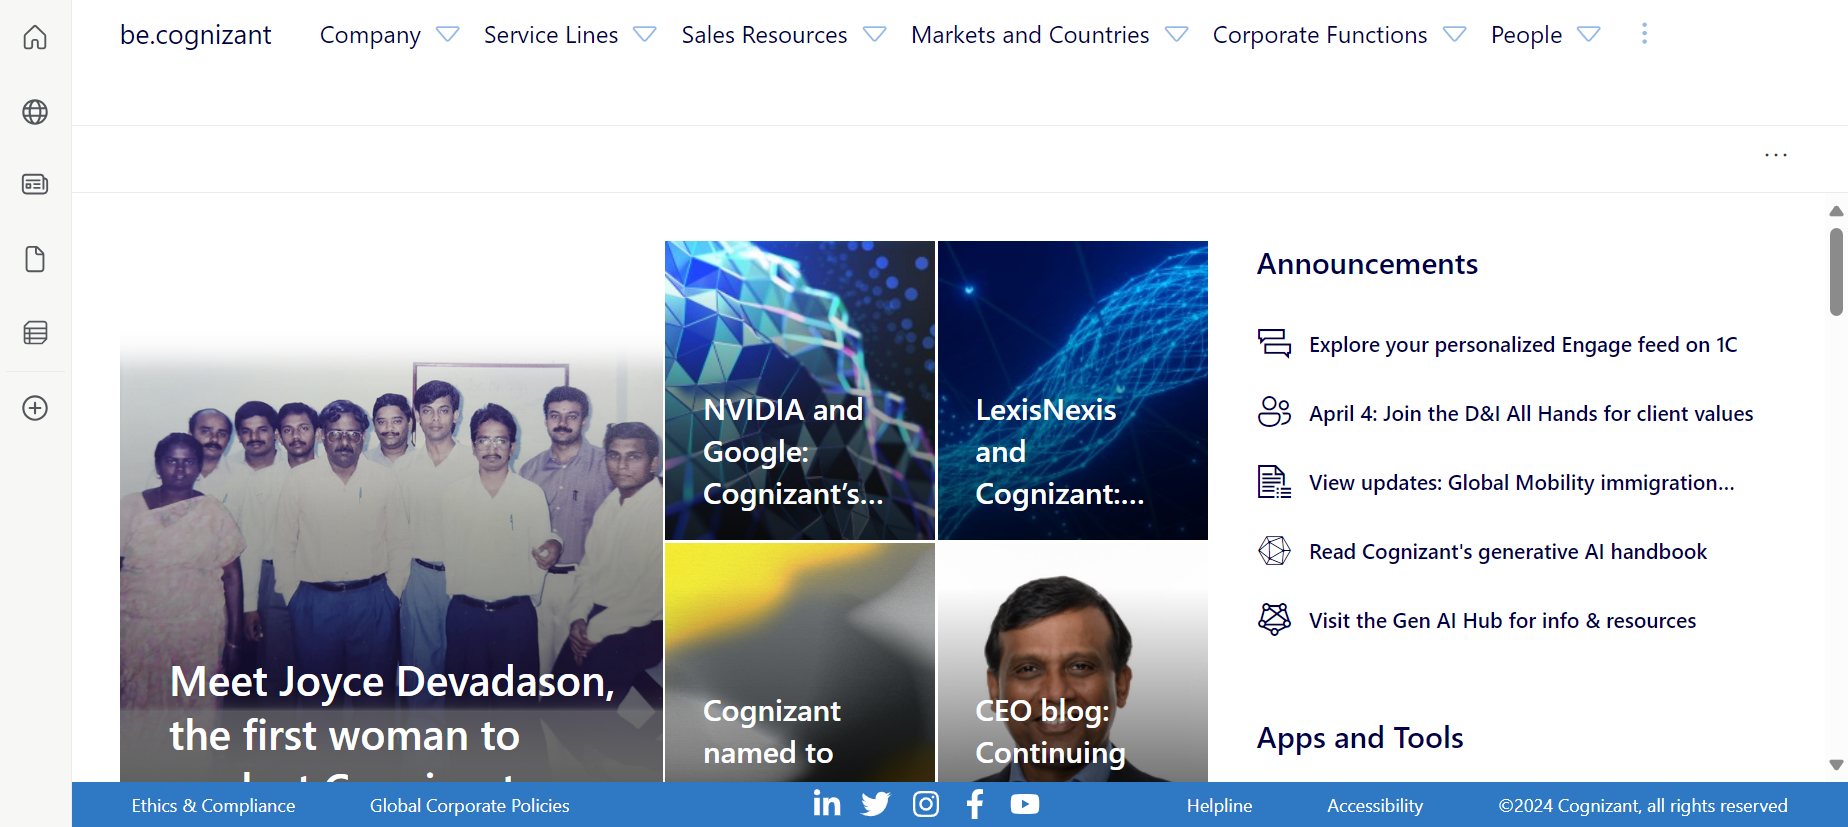 be.cognizant
Company
Service Lines
Sales Resources
Markets and Countries
Corporate Functions
People
Meet Joyce Devadason,
the first woman to
NVIDIA and
Google:
Cognizant’s...
LexisNexis
and
Cognizant:...
Cognizant
named to
CEO blog:
Continuing
Announcements
Explore your personalized Engage feed on 1C
April 4: Join the D&I All Hands for client values
View updates: Global Mobility immigration...
Read Cognizant's generative AI handbook
Visit the Gen AI Hub for info & resources
Apps and Tools
Ethics & Compliance
Global Corporate Policies
Helpline
Accessibility
©2024 Cognizant, all rights reserved